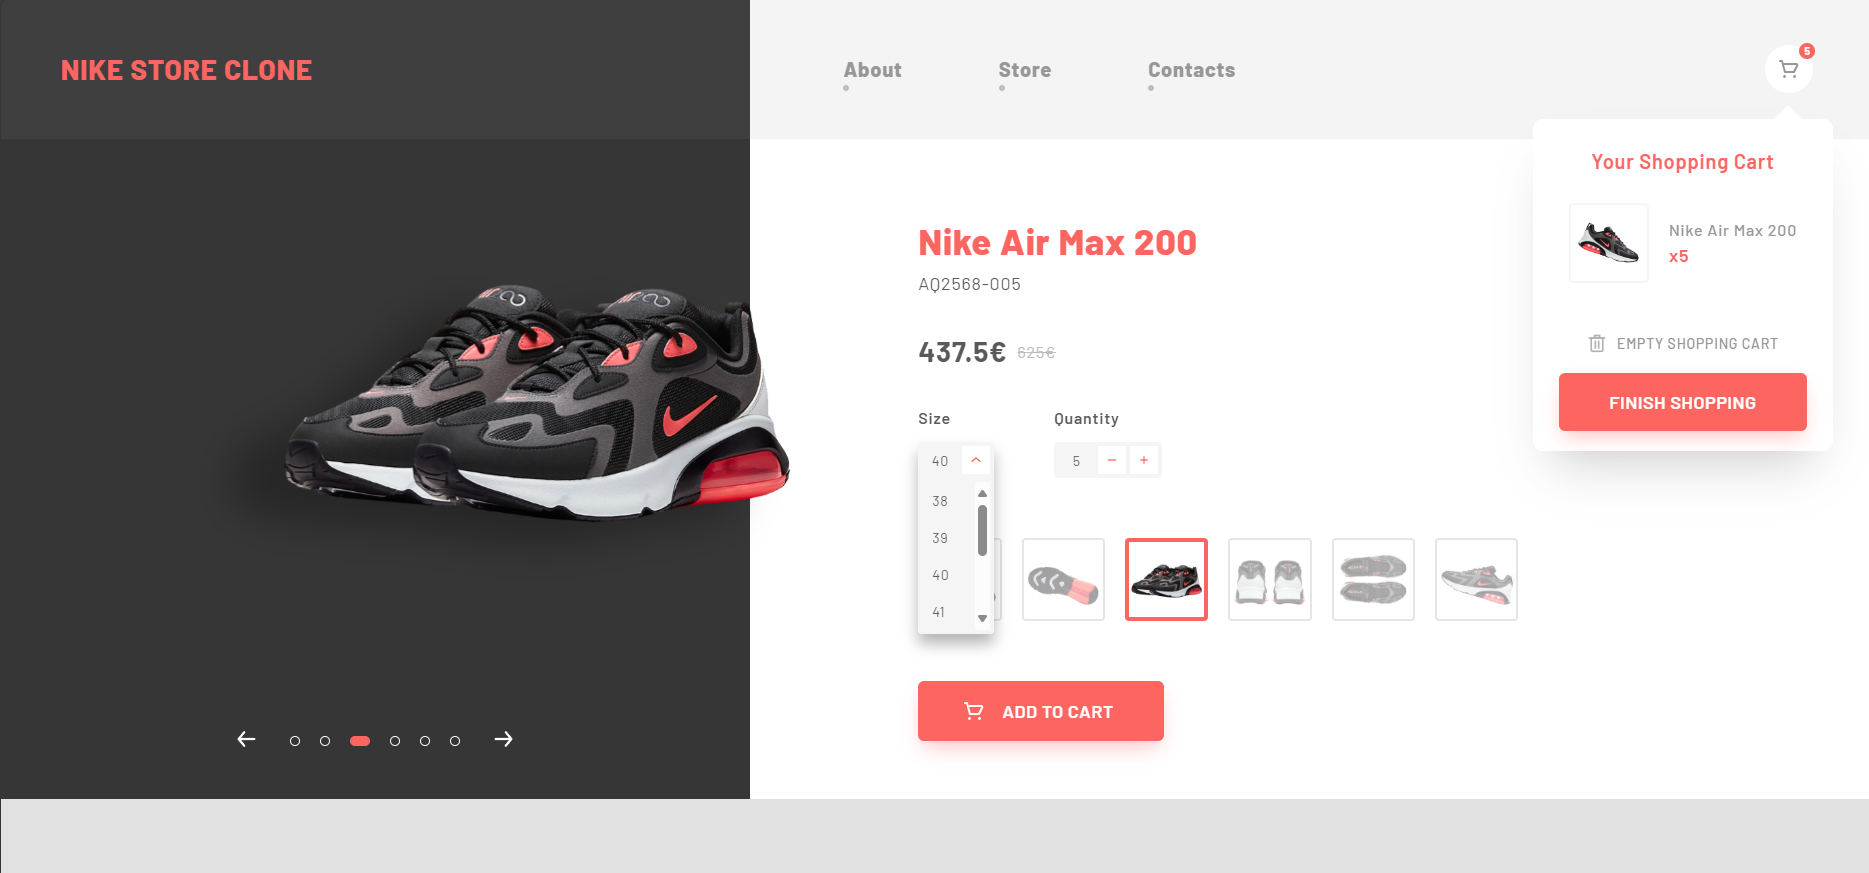 NIKE STORE CLONE
About
Store
Contacts
5
Your Shopping Cart
Nike Air Max 200
x5
EMPTY SHOPPING CART
FINISH SHOPPING
Nike Air Max 200
AQ2568-005
437.5€ 625€
Size
Quantity
40
5
38
39
40
41
ADD TO CART